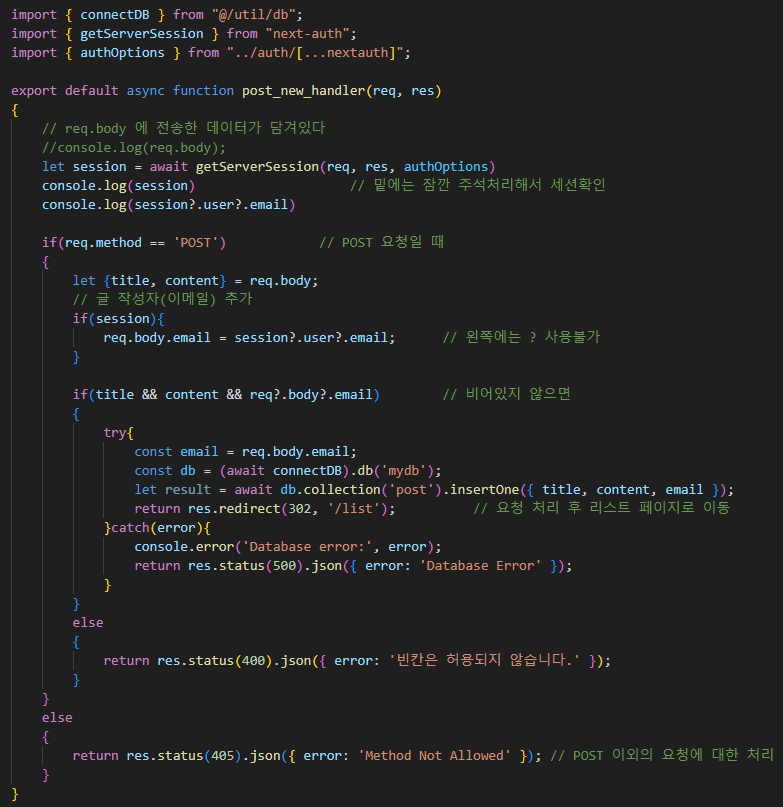 import { connectDB } from "@/util/db";
import { getServerSession } from "next-auth";
import { authOptions } from "../auth/[...nextauth]";
export default async function post_new_handler(req, res)
{
// req.body 에 전송한 데이터가 담겨있다
//console.log(req.body);
let session = await getServerSession(req, res, authOptions)
console.log(session) // 밑에는 잠깐 주석처리해서 세션확인
console.log(session?.user?.email)
if(req.method == 'POST') // POST 요청일 때
{
let {title, content} = req.body;
// 글 작성자(이메일) 추가
if(session){
req.body.email = session?.user?.email; // 왼쪽에는 ? 사용불가
}
if(title && content && req?.body?.email) // 비어있지 않으면
{
try{
const email = req.body.email;
const db = (await connectDB).db('mydb');
let result = await db.collection('post').insertOne({ title, content, email });
return res.redirect(302, '/list'); // 요청 처리 후 리스트 페이지로 이동
}catch(error){
console.error('Database error:', error);
return res.status(500).json({ error: 'Database Error' });
}
}
else
{
return res.status(400).json({ error: '빈칸은 허용되지 않습니다.' });
}
}
else
{
return res.status(405).json({ error: 'Method Not Allowed' }); // POST 이외의 요청에 대한 처리
}
}